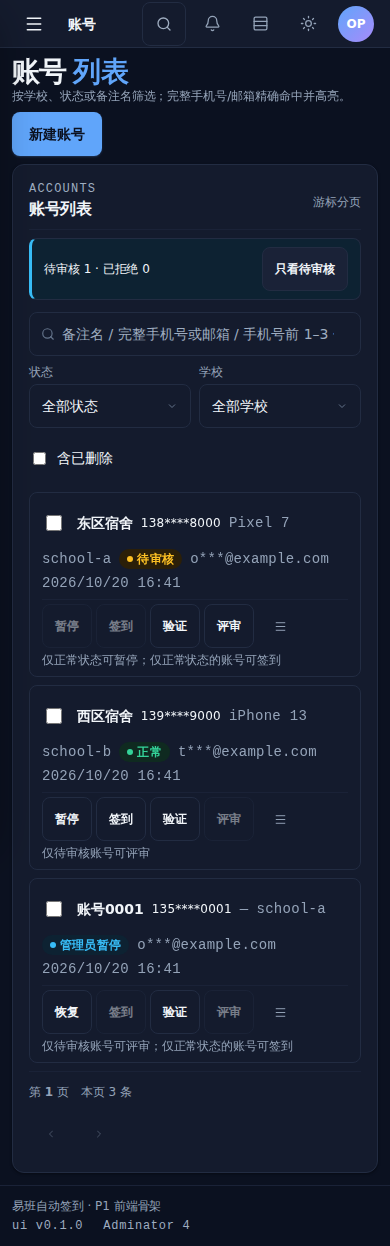 账号
OP
账号 列表
按学校、状态或备注名筛选；完整手机号/邮箱精确命中并高亮。
新建账号
ACCOUNTS
账号列表
游标分页
待审核 1 · 已拒绝 0
只看待审核
备注名 / 完整手机号或邮箱 / 手机号前 1–3
状态
学校
全部状态
全部学校
含已删除
东区宿舍 138****8000 Pixel 7
school-a 待审核 o***@example.com
2026/10/20 16:41
暂停 签到 验证 评审
仅正常状态可暂停；仅正常状态的账号可签到
西区宿舍 139****9000 iPhone 13
school-b 正常 t***@example.com
2026/10/20 16:41
暂停 签到 验证 评审
仅待审核账号可评审
账号0001 135****0001 — school-a
管理员暂停 o***@example.com
2026/10/20 16:41
恢复 签到 验证 评审
仅待审核账号可评审；仅正常状态的账号可签到
第 1 页 本页 3 条
易班自动签到 · P1 前端骨架
ui v0.1.0 Adminator 4